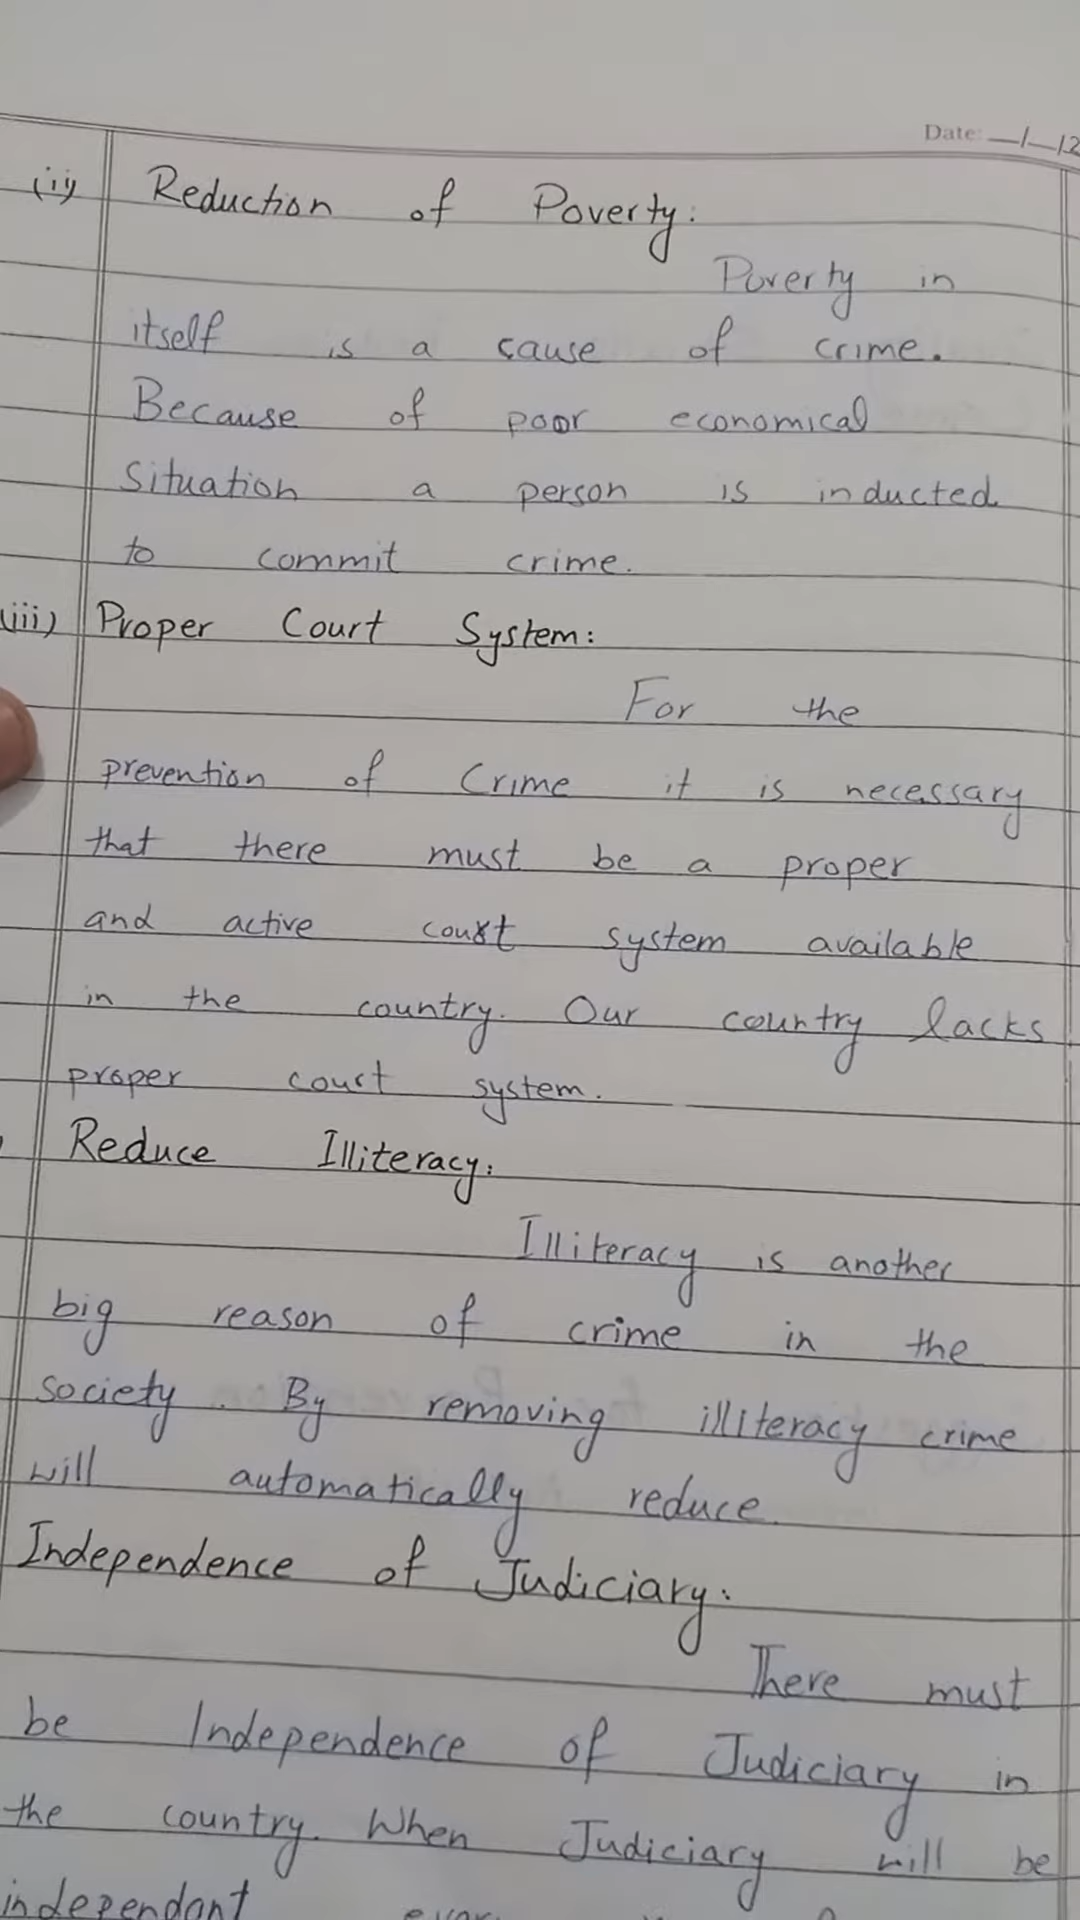 Date: _/_/2
(ii) Reduction of Poverty:
Poverty in
itself is a cause of crime.
Because of poor economical
situation a person is inducted
to commit crime.
(iii) Proper Court System:
For the
prevention of Crime it is necessary
that there must be a proper
and active court system available
in the country. Our country lacks
proper court system.
Reduce Illiteracy:
Illiteracy is another
big reason of crime in the
society. By removing illiteracy crime
will automatically reduce.
Independence of Judiciary:
There must
be Independence of Judiciary in
the country. When Judiciary will be
independant